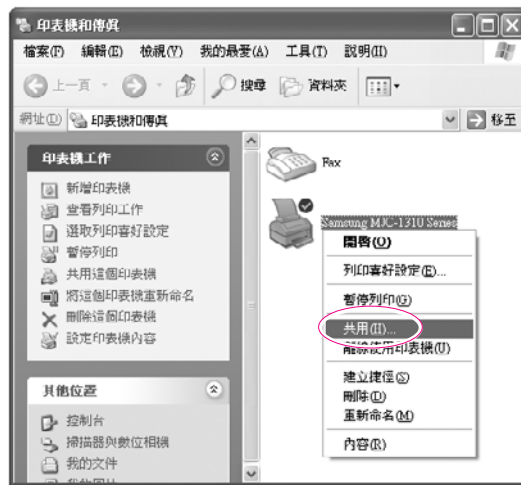 印表機和傳真
檔案(F) 編輯(E) 檢視(V) 我的最愛(A) 工具(T) 說明(H)
上一頁 搜尋 資料夾
網址(D) 印表機和傳真 移至
印表機工作
新增印表機
查看列印工作
選取列印喜好設定
暫停列印
共用這個印表機
將這個印表機重新命名
刪除這個印表機
設定印表機內容
其他位置
控制台
掃描器與數位相機
我的文件
我的圖片
Fax
Samsung MJC-1310 Series
開啓(O)
列印喜好設定(E)...
暫停列印(G)
共用(H)...
離線使用印表機(U)
建立捷徑(S)
刪除(D)
重新命名(M)
內容(R)